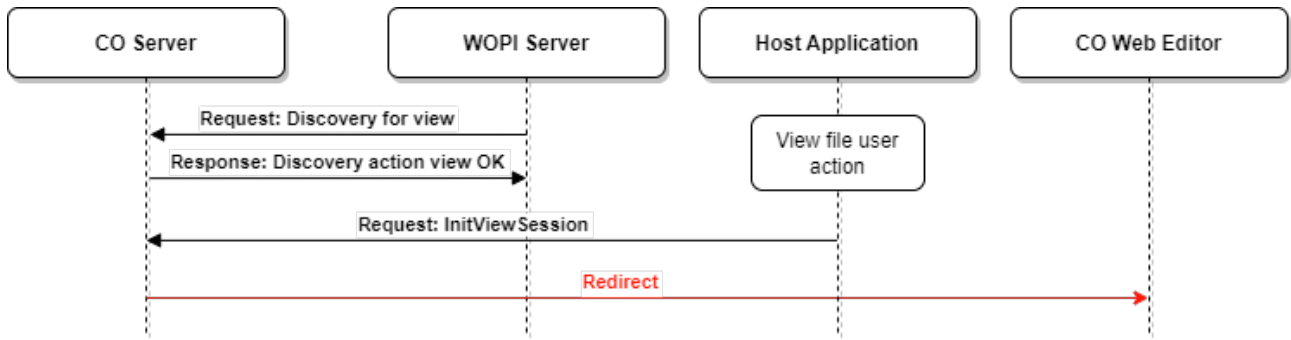 CO Server
WOPI Server
Host Application
CO Web Editor
Request: Discovery for view
View file user
action
Response: Discovery action view OK
Request: InitViewSession
Redirect